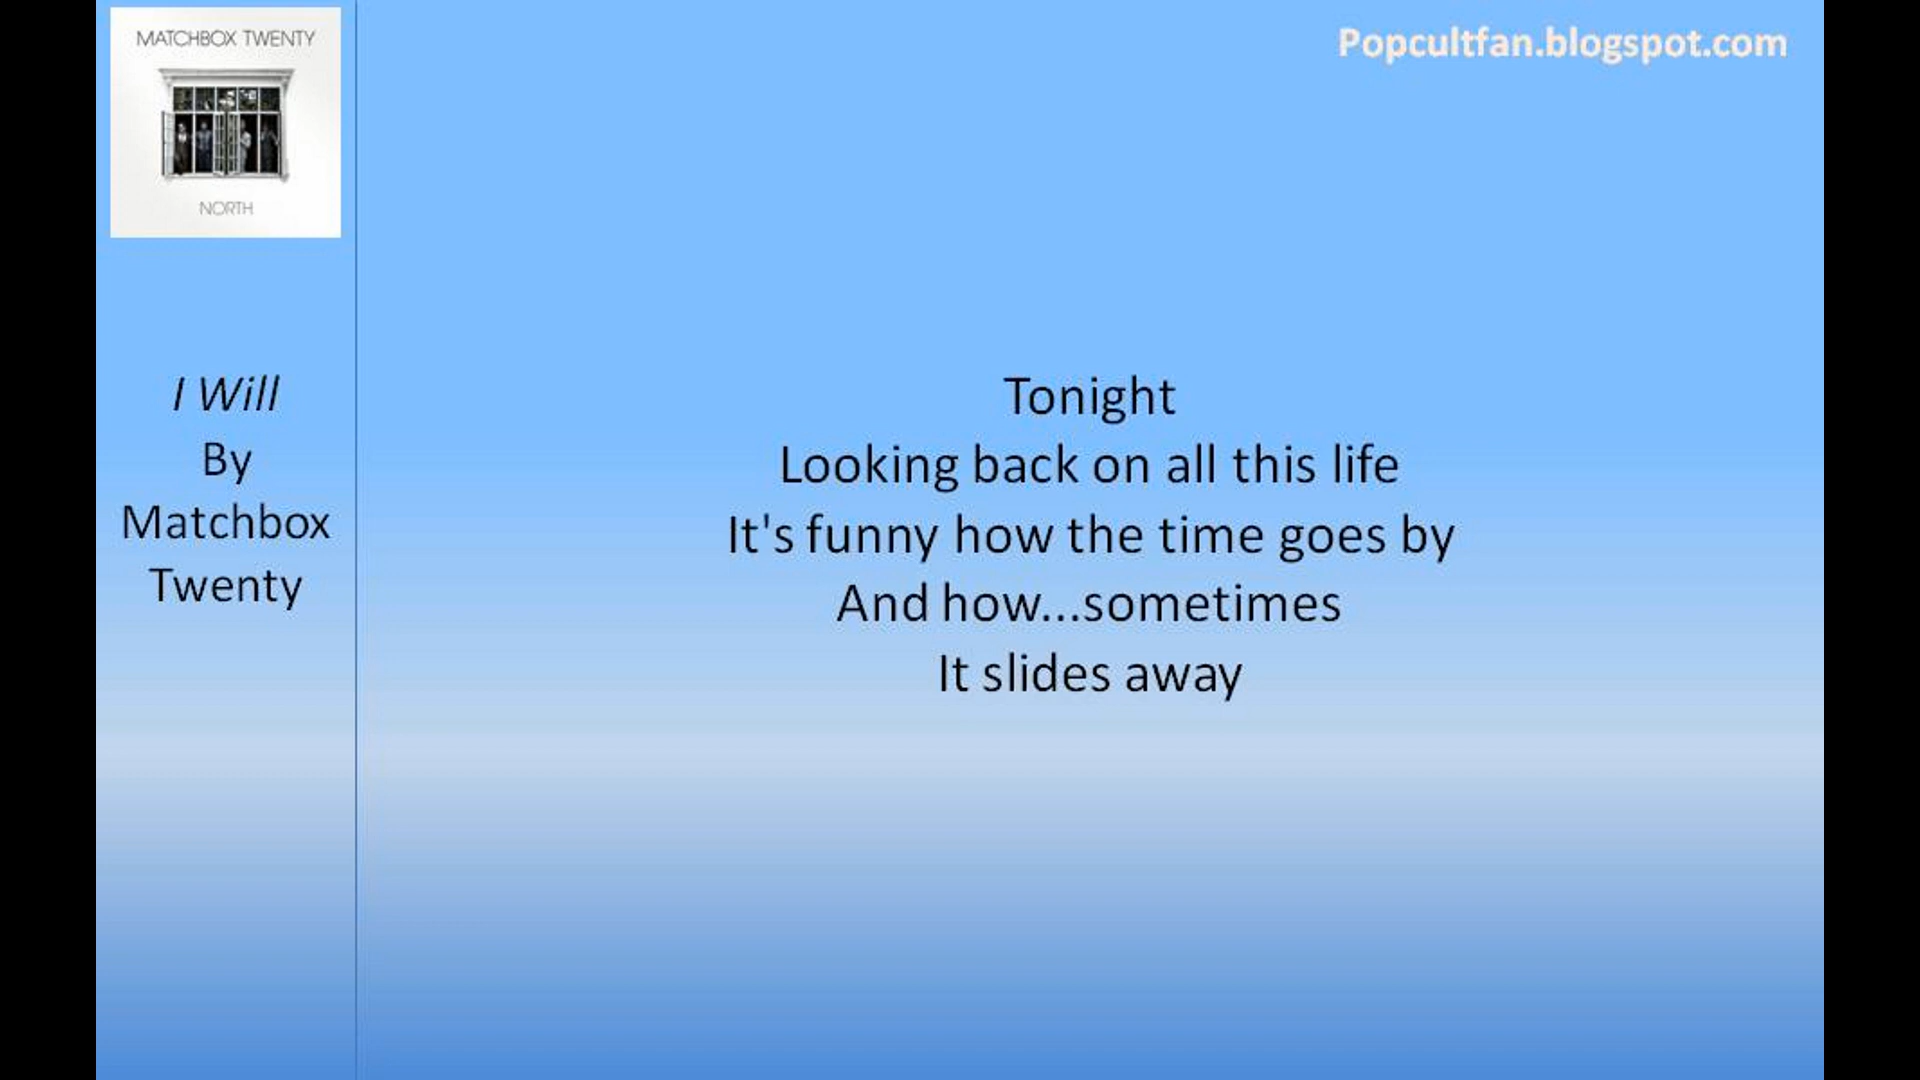 MATCHBOX TWENTY
NORTH
Popcultfan.blogspot.com
I Will
By
Matchbox
Twenty
Tonight
Looking back on all this life
It's funny how the time goes by
And how...sometimes
It slides away